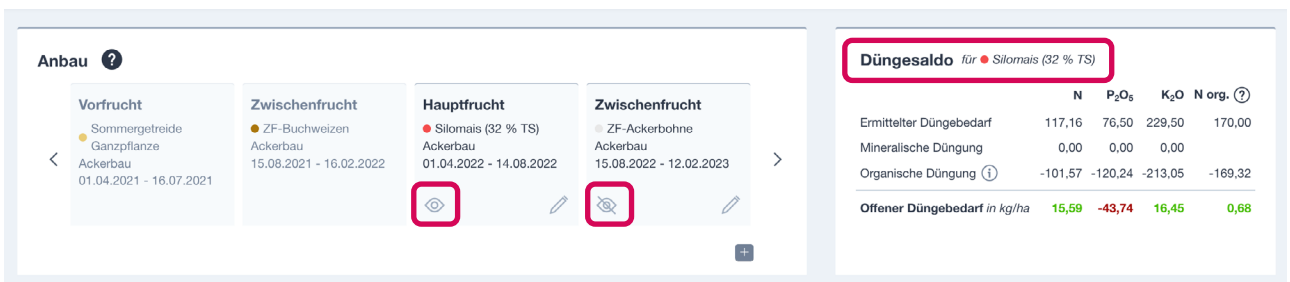 Anbau ?
Vorfrucht
Sommergetreide
Ganzpflanze
Ackerbau
01.04.2021 - 16.07.2021
Zwischenfrucht
ZF-Buchweizen
Ackerbau
15.08.2021 - 16.02.2022
Hauptfrucht
Silomais (32 % TS)
Ackerbau
01.04.2022 - 14.08.2022
Zwischenfrucht
ZF-Ackerbohne
Ackerbau
15.08.2022 - 12.02.2023
+
Düngesaldo für Silomais (32 % TS)
N P₂O₅ K₂O N org. ?
Ermittelter Düngebedarf 117,16 76,50 229,50 170,00
Mineralische Düngung 0,00 0,00 0,00
Organische Düngung i -101,57 -120,24 -213,05 -169,32
Offener Düngebedarf in kg/ha 15,59 -43,74 16,45 0,68